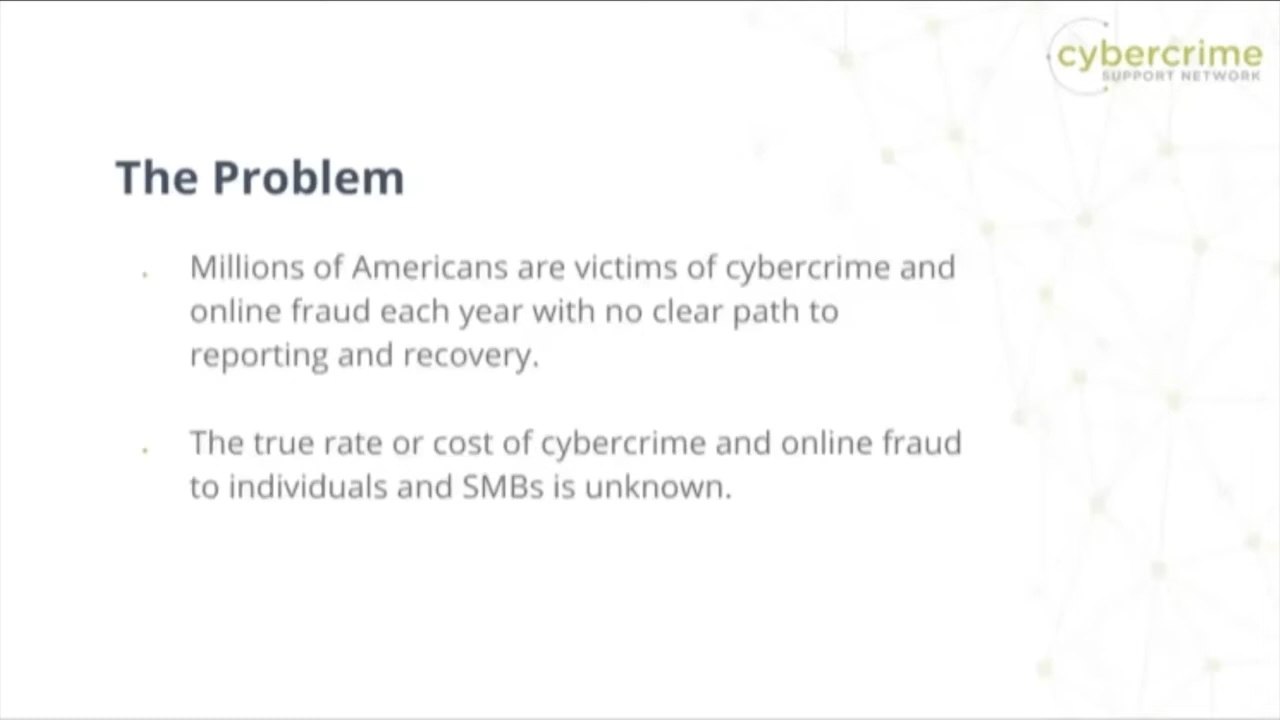 cybercrime
SUPPORT NETWORK
The Problem
. Millions of Americans are victims of cybercrime and
online fraud each year with no clear path to
reporting and recovery.
. The true rate or cost of cybercrime and online fraud
to individuals and SMBs is unknown.